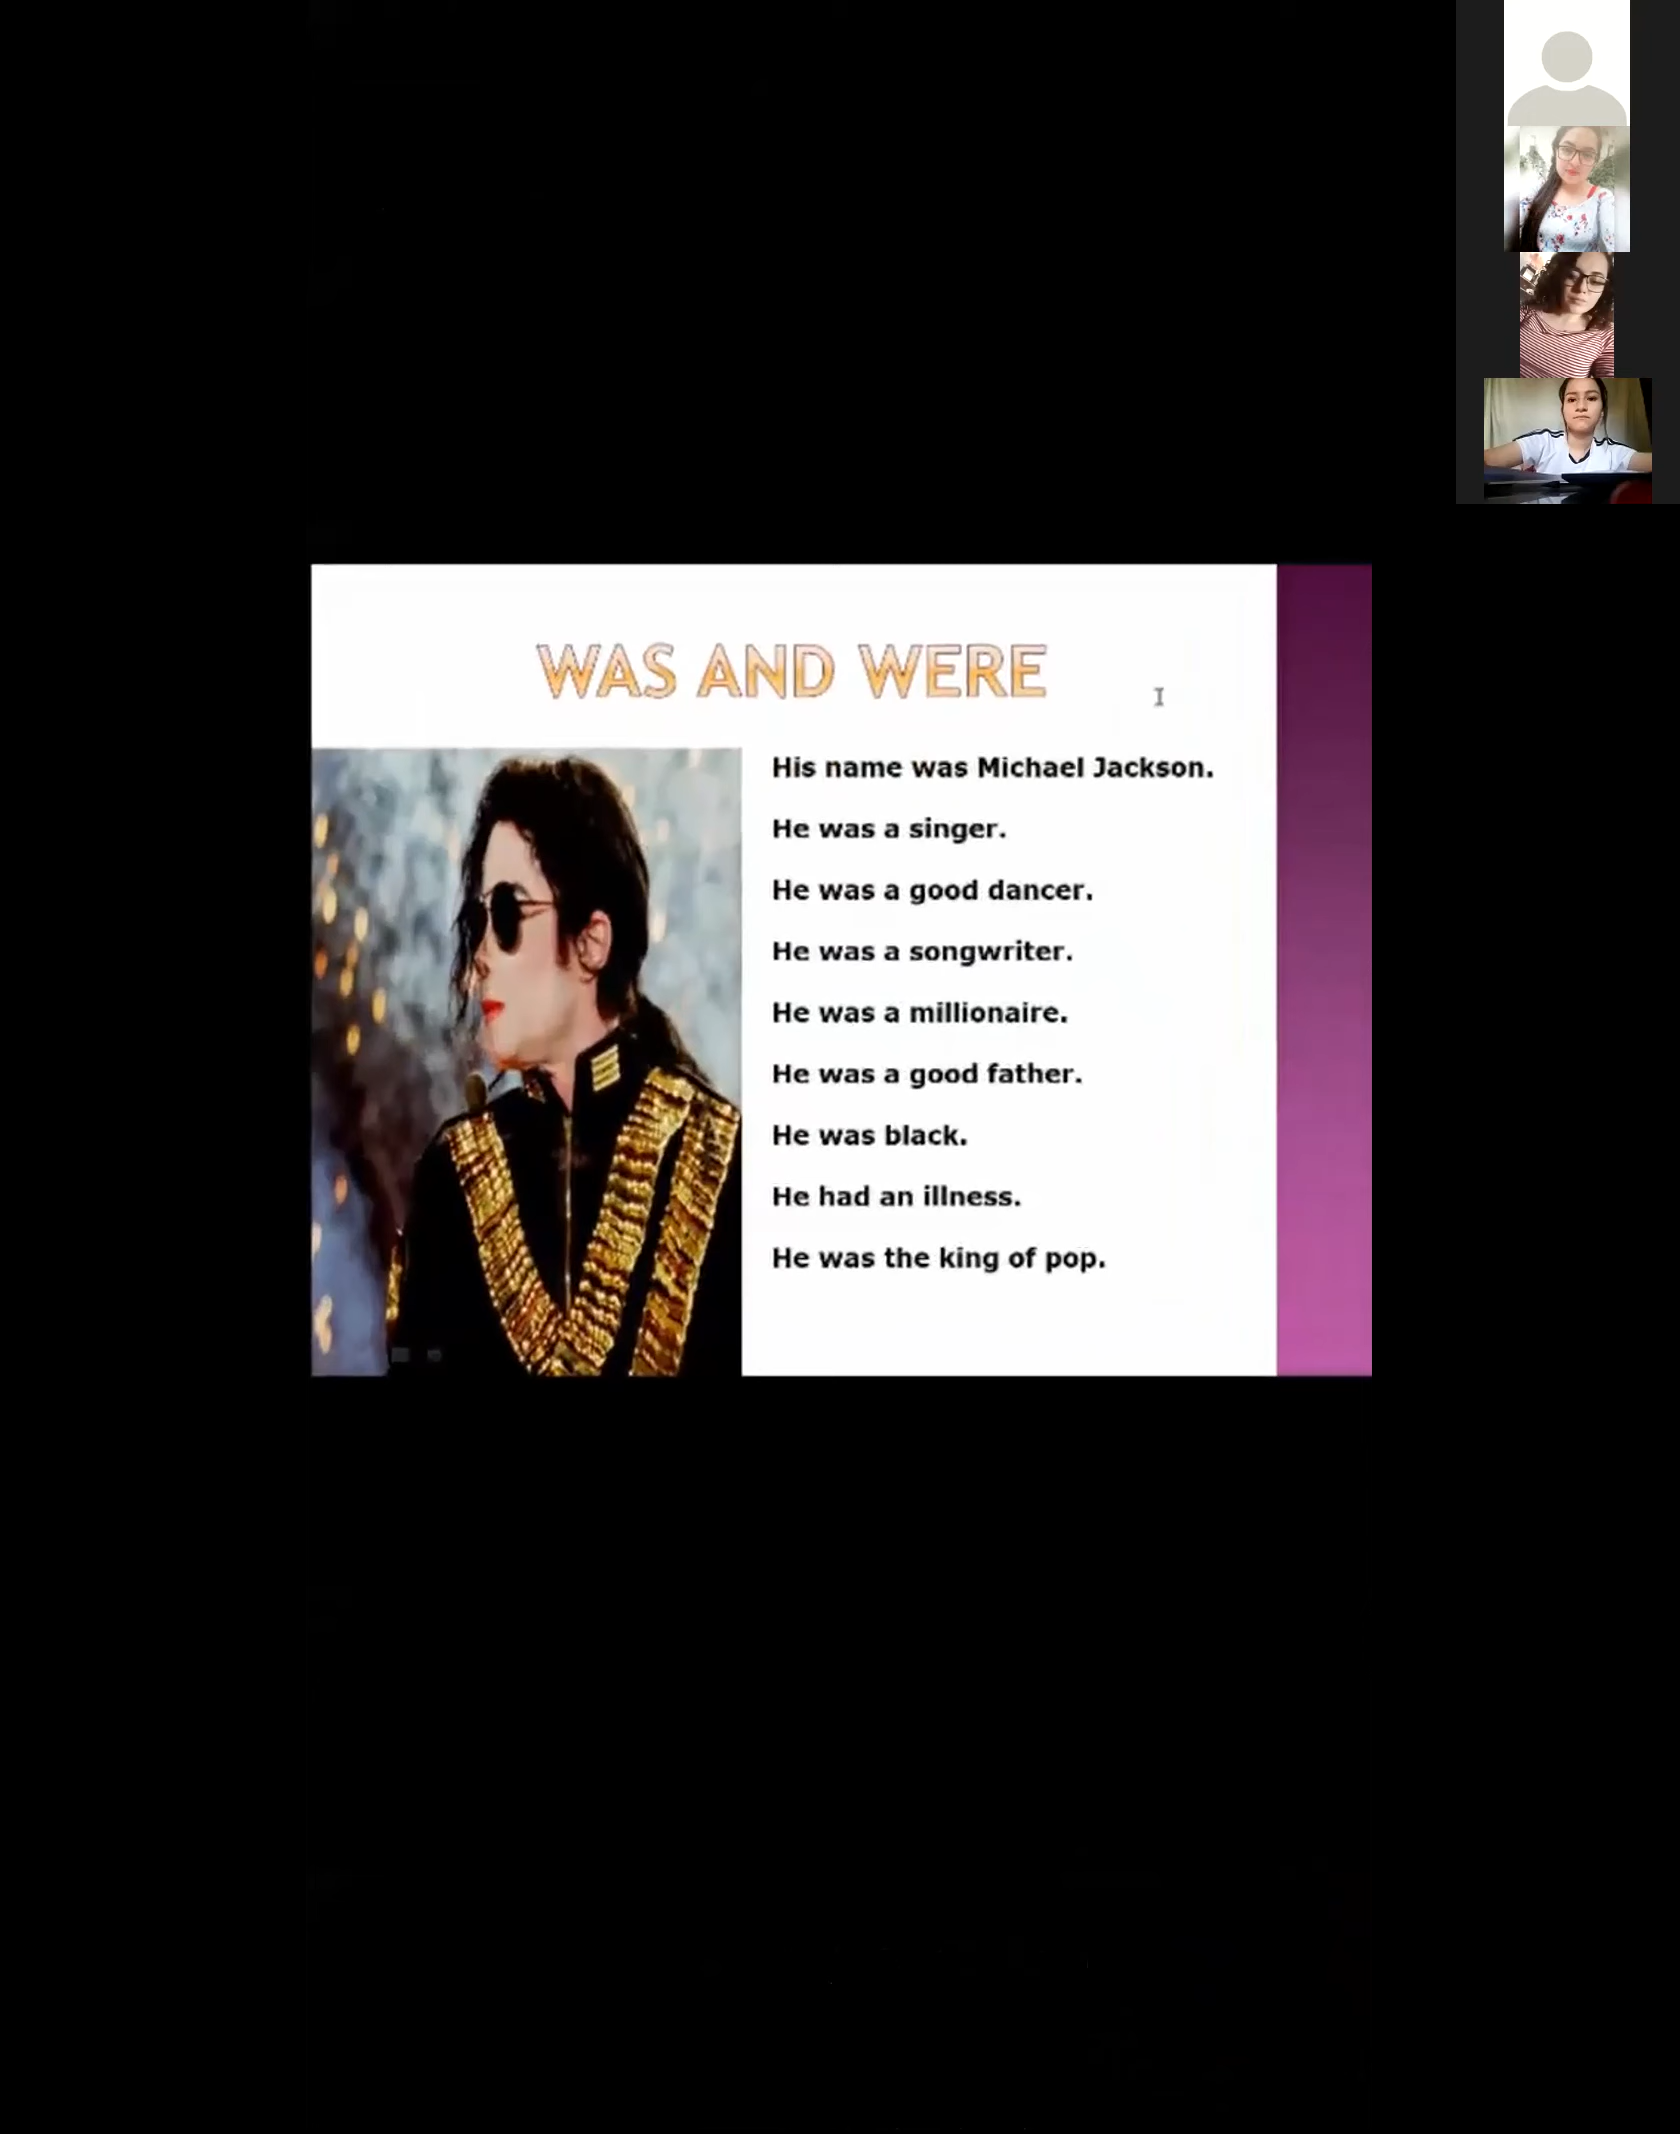 WAS AND WERE
His name was Michael Jackson.
He was a singer.
He was a good dancer.
He was a songwriter.
He was a millionaire.
He was a good father.
He was black.
He had an illness.
He was the king of pop.